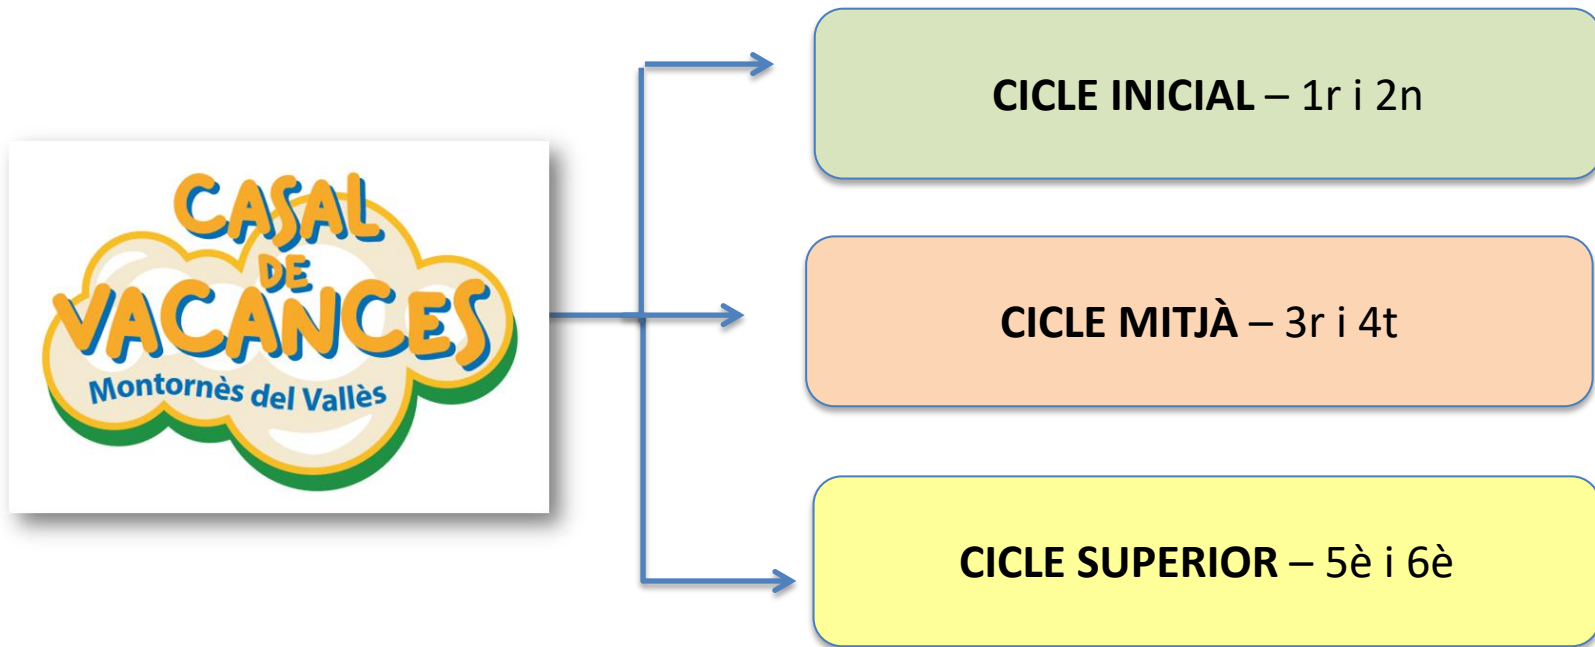 CASAL
DE
VACANCES
Montornès del Vallès
CICLE INICIAL – 1r i 2n
CICLE MITJÀ – 3r i 4t
CICLE SUPERIOR – 5è i 6è